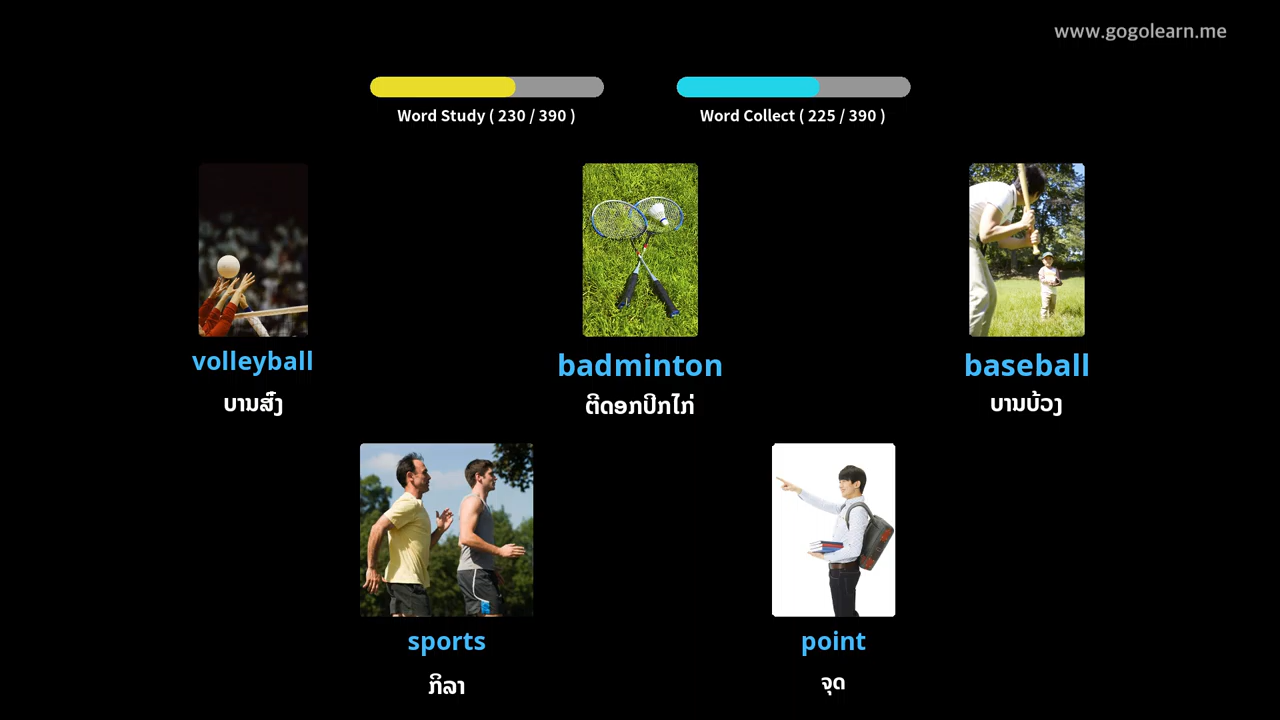 www.gogolearn.me
Word Study ( 230 / 390 )
Word Collect ( 225 / 390 )
volleyball
badminton
baseball
ບານສົ່ງ
ຕີດອກປີກໄກ່
ບານບ້ວງ
sports
point
ກິລາ
ຈຸດ